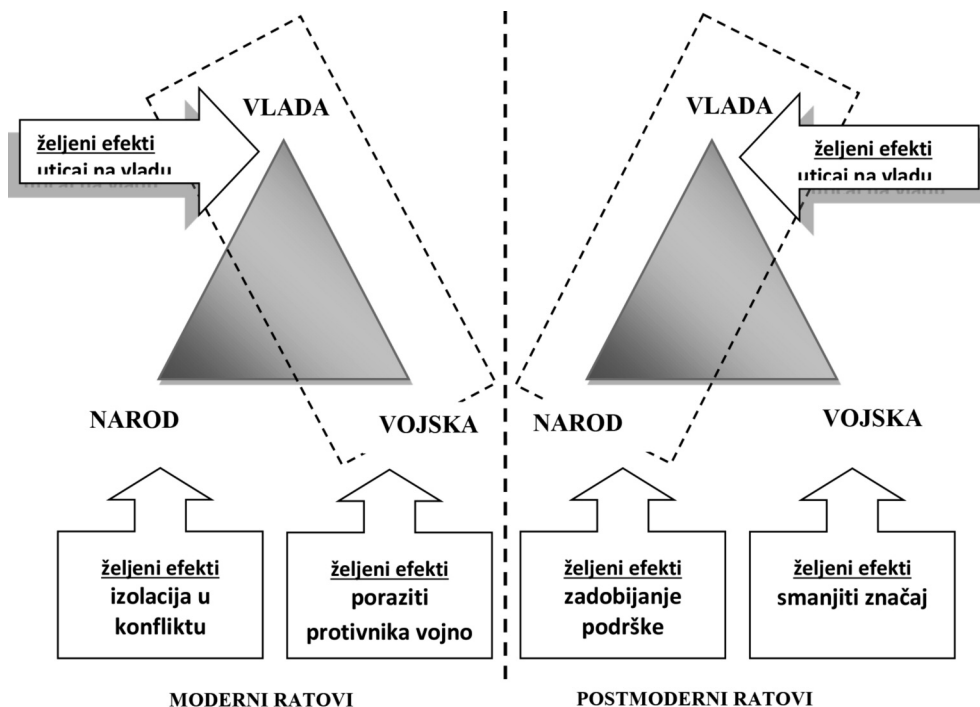 VLADA
željeni efekti
uticaj na vladu
NAROD
VOJSKA
željeni efekti
izolacija u
konfliktu
željeni efekti
poraziti
protivnika vojno
MODERNI RATOVI
VLADA
željeni efekti
uticaj na vladu
NAROD
VOJSKA
željeni efekti
zadobijanje
podrške
željeni efekti
smanjiti značaj
POSTMODERNI RATOVI